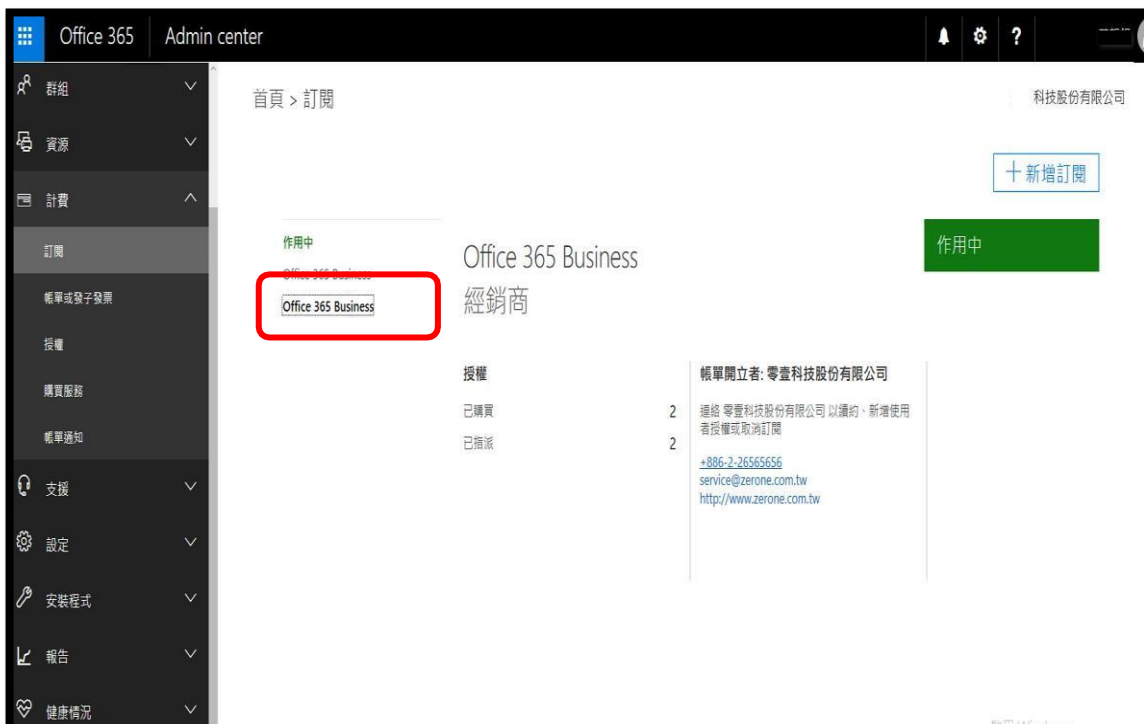 Office 365
Admin center
?
群組
資源
計費
訂閱
帳單或發子發票
授權
購買服務
帳單通知
支援
設定
安裝程式
報告
健康情況
首頁 > 訂閱
科技股份有限公司
＋新增訂閱
作用中
Office 365 Business
Office 365 Business
Office 365 Business
經銷商
作用中
授權
已購買 2
已指派 2
帳單開立者: 零壹科技股份有限公司
連絡 零壹科技股份有限公司 以續約、新增使用
者授權或取消訂閱
+886-2-26565656
service@zerone.com.tw
http://www.zerone.com.tw